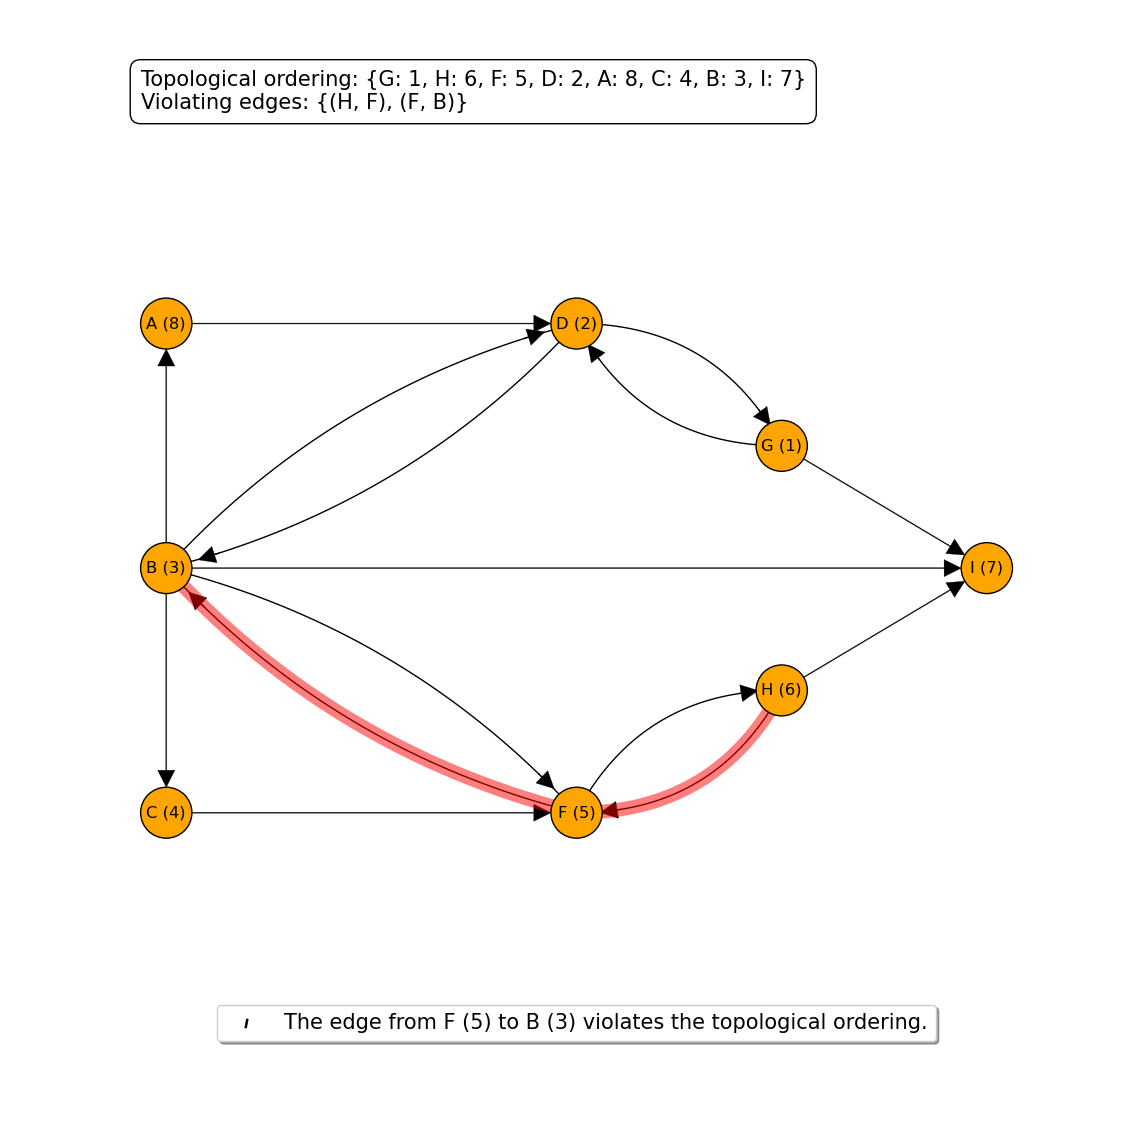 Topological ordering: {G: 1, H: 6, F: 5, D: 2, A: 8, C: 4, B: 3, I: 7}
Violating edges: {(H, F), (F, B)}
A (8)
D (2)
G (1)
B (3)
I (7)
H (6)
C (4)
F (5)
The edge from F (5) to B (3) violates the topological ordering.